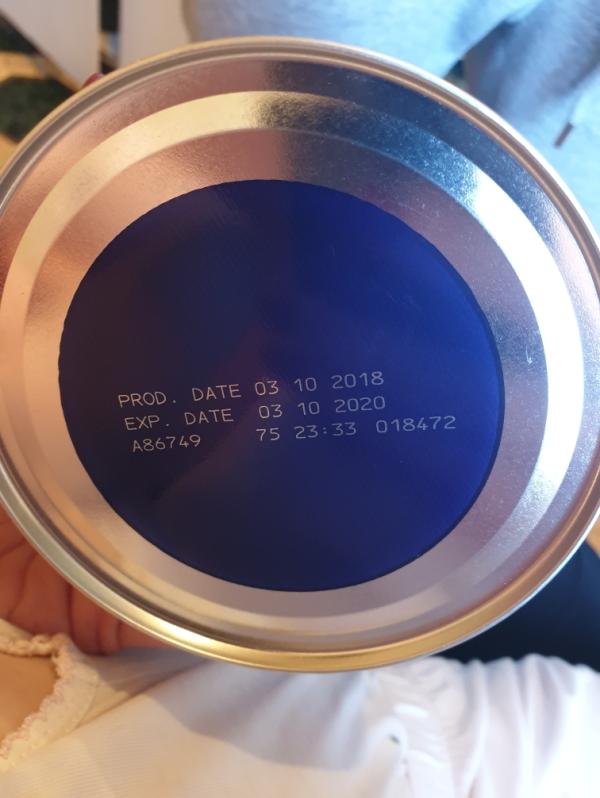 PROD. DATE 03 10 2018
EXP. DATE 03 10 2020
A86749 75 23:33 018472